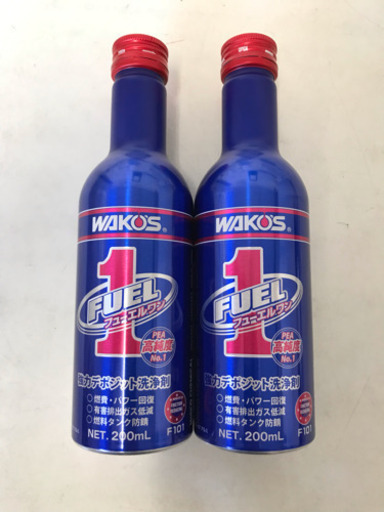 WAKO'S®
1
FUEL
フューエルワン
PEA
高純度
No.1
強力デポジット洗浄剤
○燃費・パワー回復
○有害排出ガス低減
○燃料タンク防錆
NET. 200mL
F101
WAKO'S®
1
FUEL
フューエルワン
PEA
高純度
No.1
強力デポジット洗浄剤
○燃費・パワー回復
○有害排出ガス低減
○燃料タンク防錆
NET. 200mL
F101